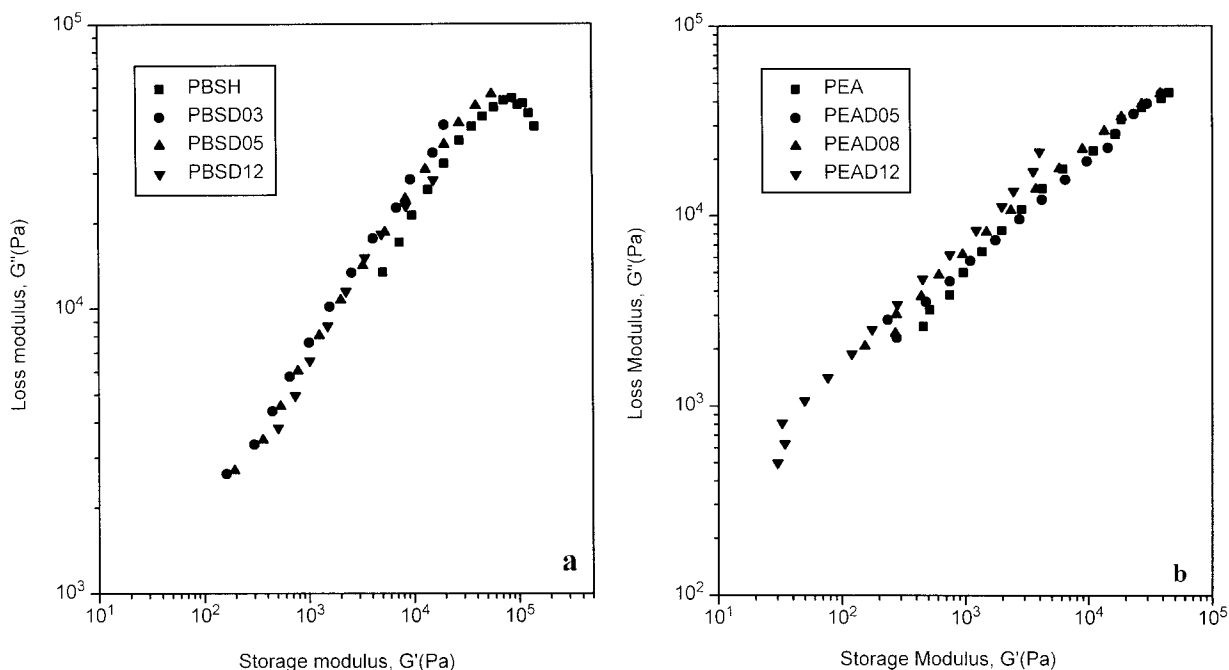 10^5
PBSH
PBSD03
PBSD05
PBSD12
Loss modulus, G''(Pa)
10^4
10^3
a
10^1 10^2 10^3 10^4 10^5
Storage modulus, G'(Pa)
10^5
PEA
PEAD05
PEAD08
PEAD12
Loss Modulus, G''(Pa)
10^4
10^3
10^2
b
10^1 10^2 10^3 10^4 10^5
Storage Modulus, G'(Pa)